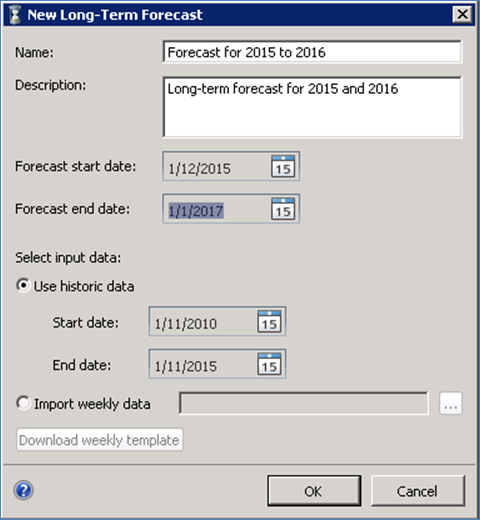 New Long-Term Forecast
Name: Forecast for 2015 to 2016
Description: Long-term forecast for 2015 and 2016
Forecast start date: 1/12/2015 15
Forecast end date: 1/1/2017 15
Select input data:
Use historic data
Start date: 1/11/2010 15
End date: 1/11/2015 15
Import weekly data ...
Download weekly template
? OK Cancel